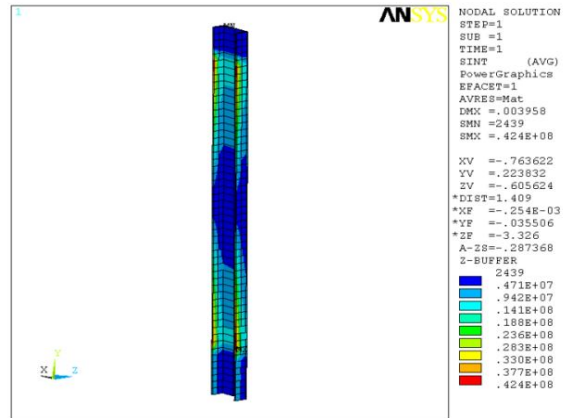 1
ANSYS
NODAL SOLUTION
STEP=1
SUB =1
TIME=1
SINT (AVG)
PowerGraphics
EFACET=1
AVRES=Mat
DMX =.003958
SMN =2439
SMX =.424E+08
XV =-.763622
YV =.223832
ZV =-.605624
*DIST=1.409
*XF =-.254E-03
*YF =-.035506
*ZF =-3.326
A-ZS=-.287368
Z-BUFFER
2439
.471E+07
.942E+07
.141E+08
.188E+08
.236E+08
.283E+08
.330E+08
.377E+08
.424E+08
Y
X Z